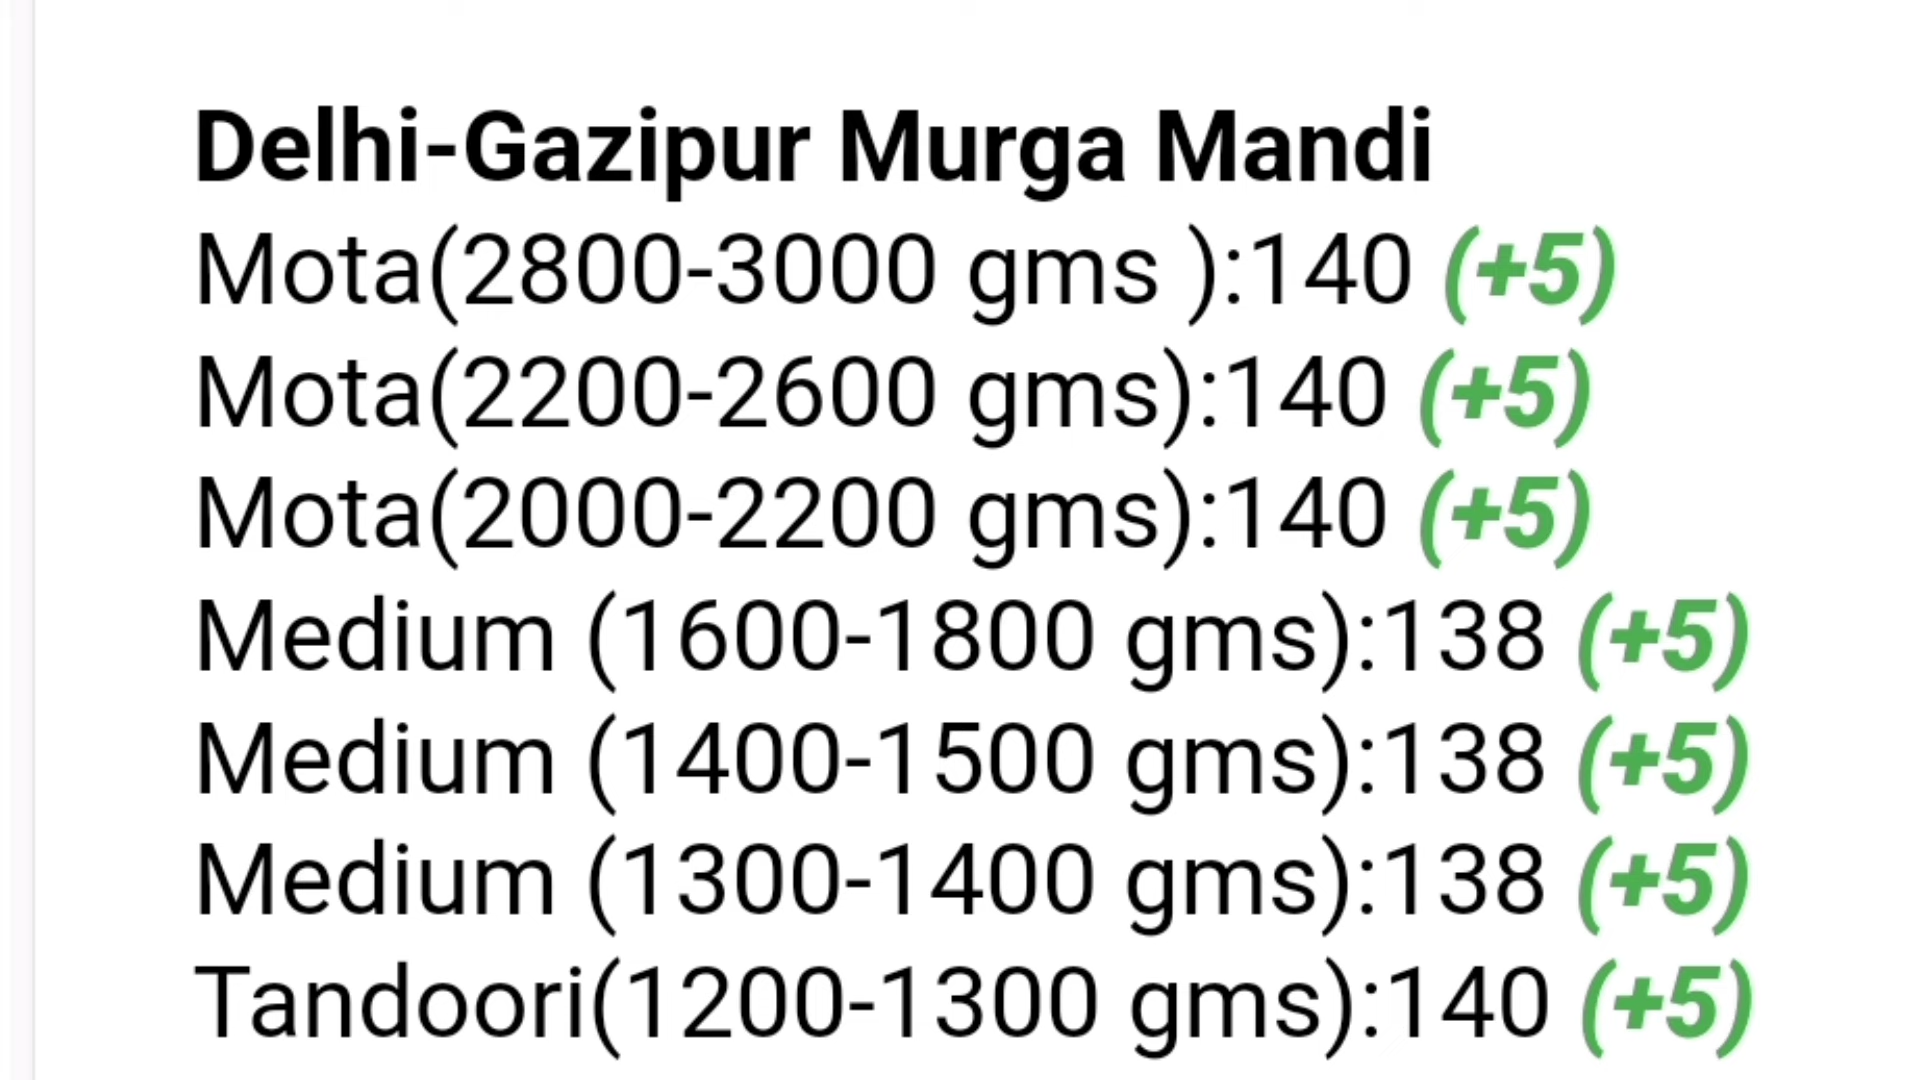 Delhi-Gazipur Murga Mandi
Mota(2800-3000 gms ):140 (+5)
Mota(2200-2600 gms):140 (+5)
Mota(2000-2200 gms):140 (+5)
Medium (1600-1800 gms):138 (+5)
Medium (1400-1500 gms):138 (+5)
Medium (1300-1400 gms):138 (+5)
Tandoori(1200-1300 gms):140 (+5)